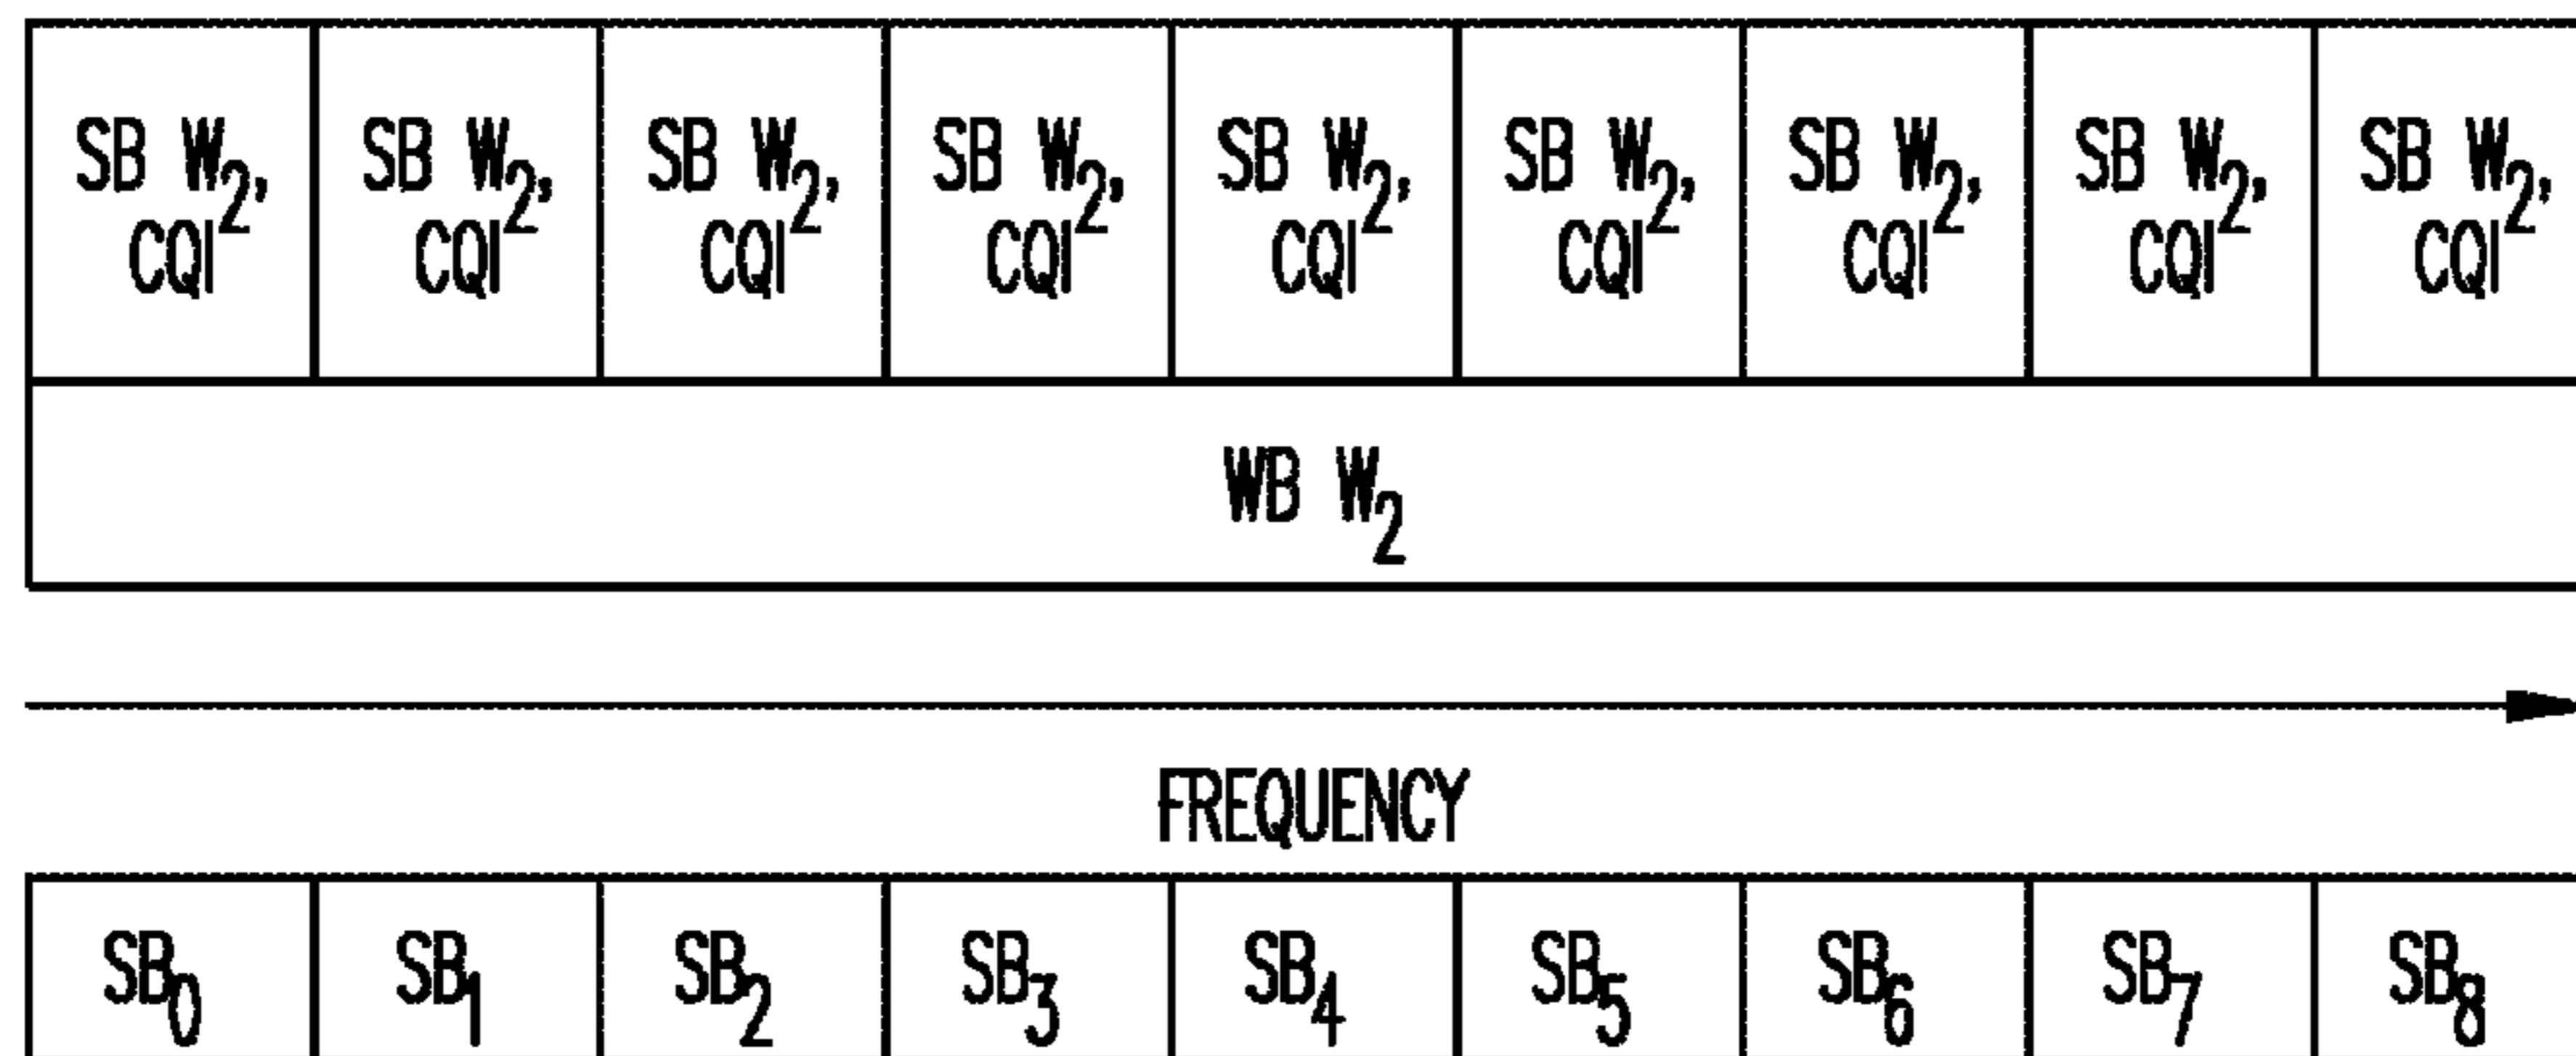 SB W2, SB W2, SB W2, SB W2, SB W2, SB W2, SB W2, SB W2, SB W2,
CQI CQI CQI CQI CQI CQI CQI CQI CQI
WB W2
FREQUENCY
SB0 SB1 SB2 SB3 SB4 SB5 SB6 SB7 SB8